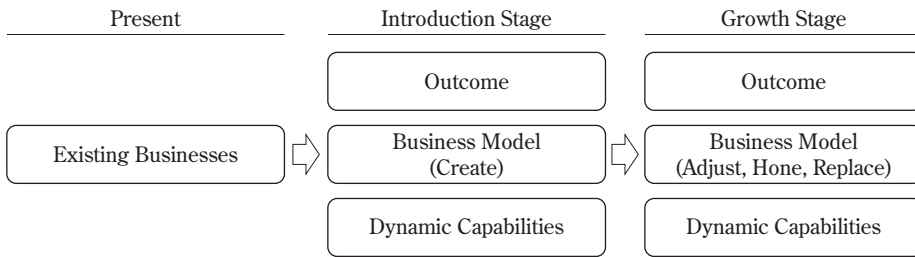 Present
Introduction Stage
Growth Stage
Outcome
Outcome
Existing Businesses
Business Model
(Create)
Business Model
(Adjust, Hone, Replace)
Dynamic Capabilities
Dynamic Capabilities